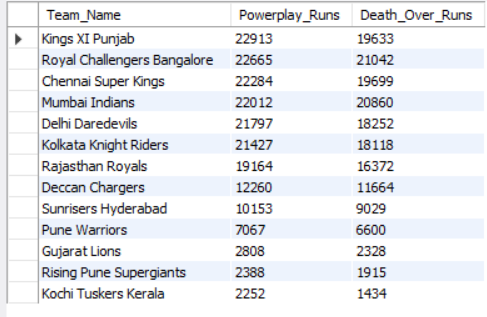 Team_Name Powerplay_Runs Death_Over_Runs
Kings XI Punjab 22913 19633
Royal Challengers Bangalore 22665 21042
Chennai Super Kings 22284 19699
Mumbai Indians 22012 20860
Delhi Daredevils 21797 18252
Kolkata Knight Riders 21427 18118
Rajasthan Royals 19164 16372
Deccan Chargers 12260 11664
Sunrisers Hyderabad 10153 9029
Pune Warriors 7067 6600
Gujarat Lions 2808 2328
Rising Pune Supergiants 2388 1915
Kochi Tuskers Kerala 2252 1434